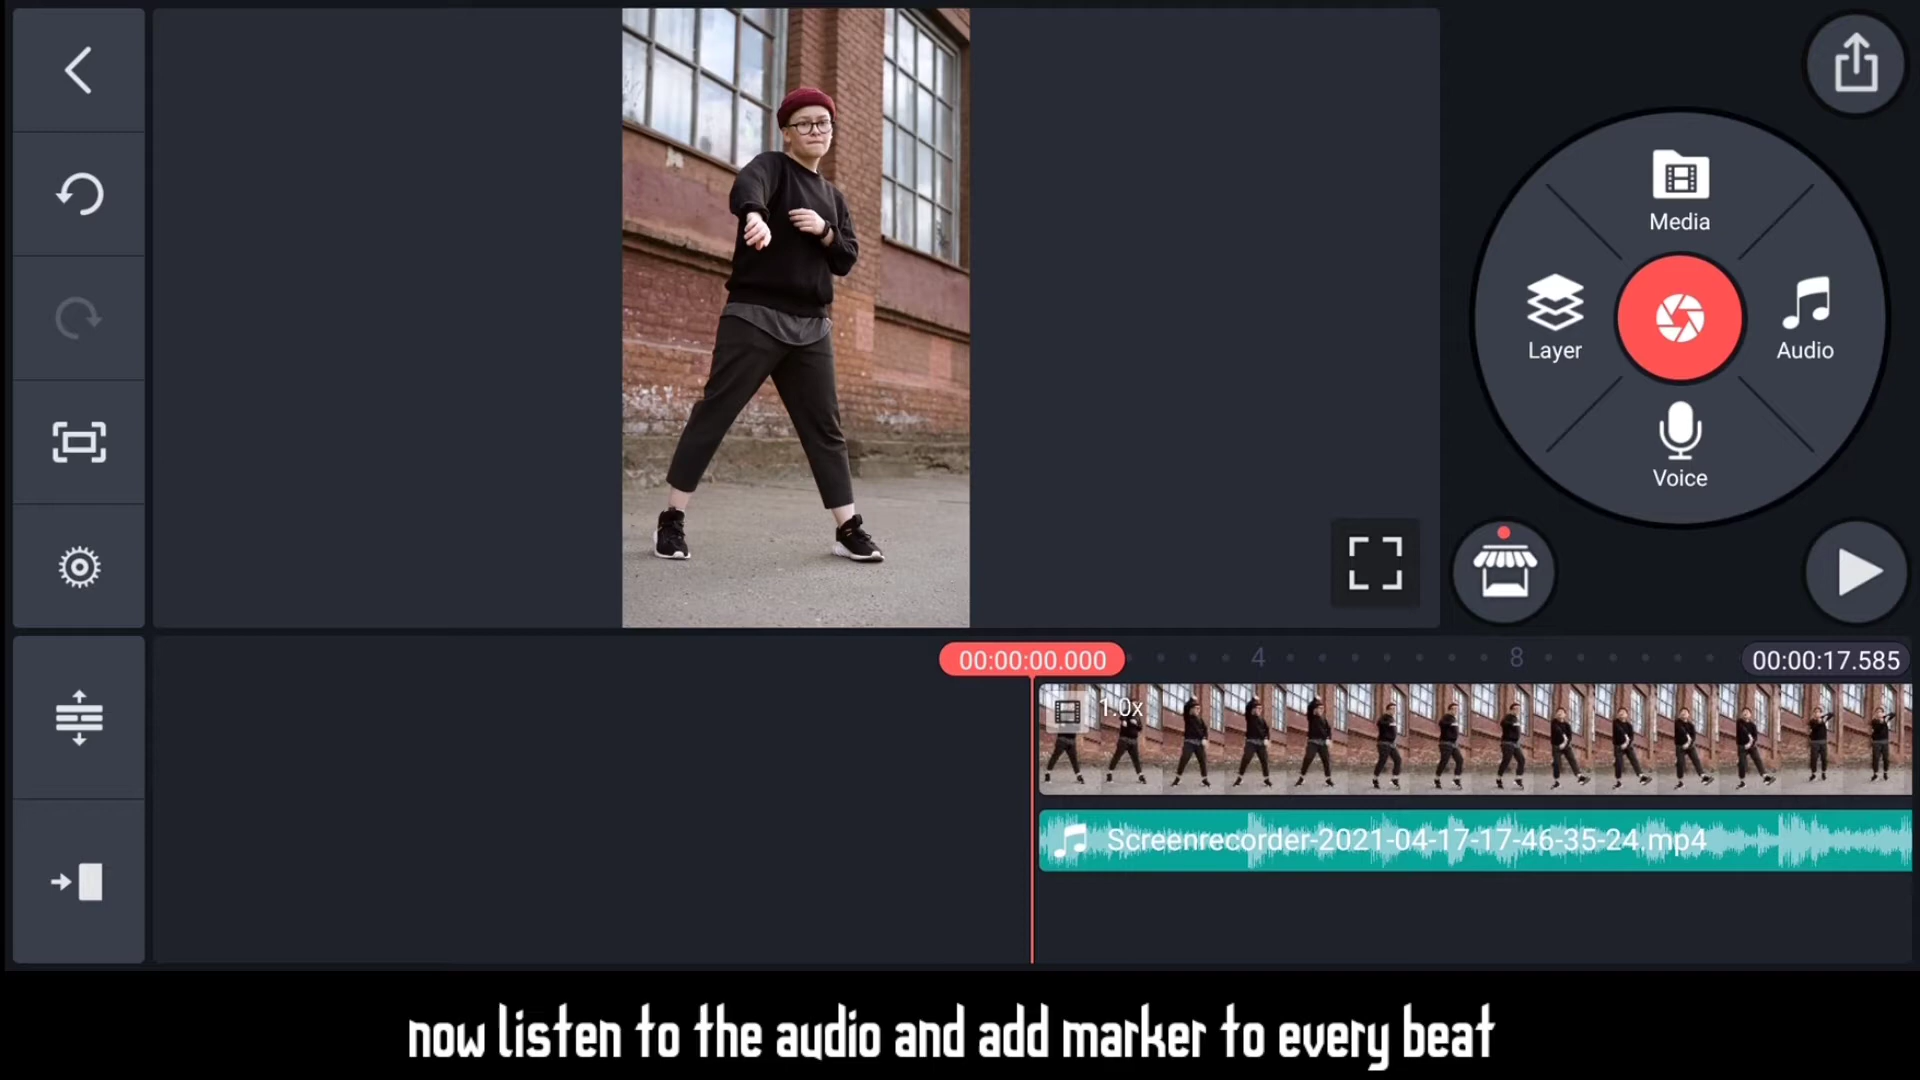 Media
Layer
Audio
Voice
00:00:00.000
4
8
00:00:17.585
1.0x
Screenrecorder-2021-04-17-17-46-35-24.mp4
now listen to the audio and add marker to every beat